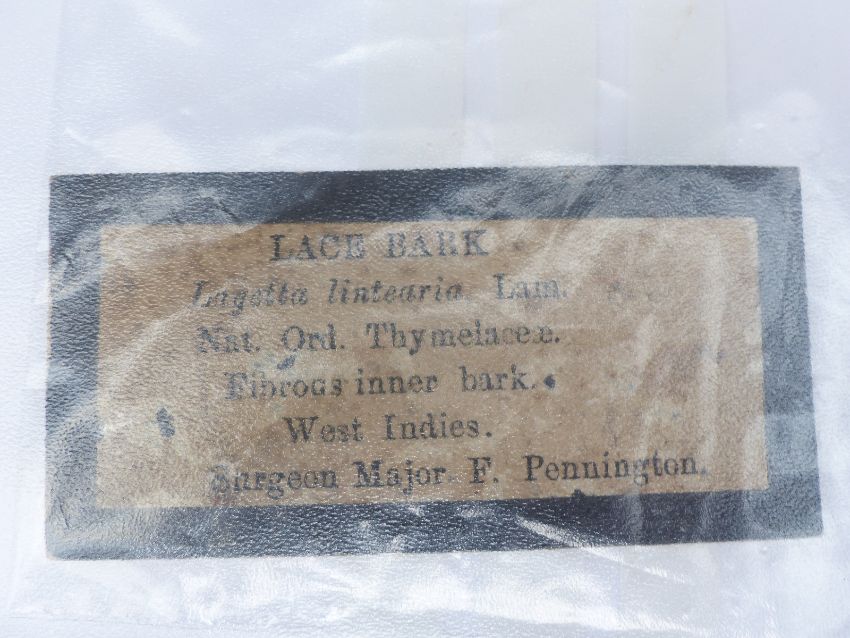 LACE BARK
Lagetta lintearia. Lam.
Nat. Ord. Thymelaceæ.
Fibrous inner bark.
West Indies.
Surgeon Major F. Pennington.